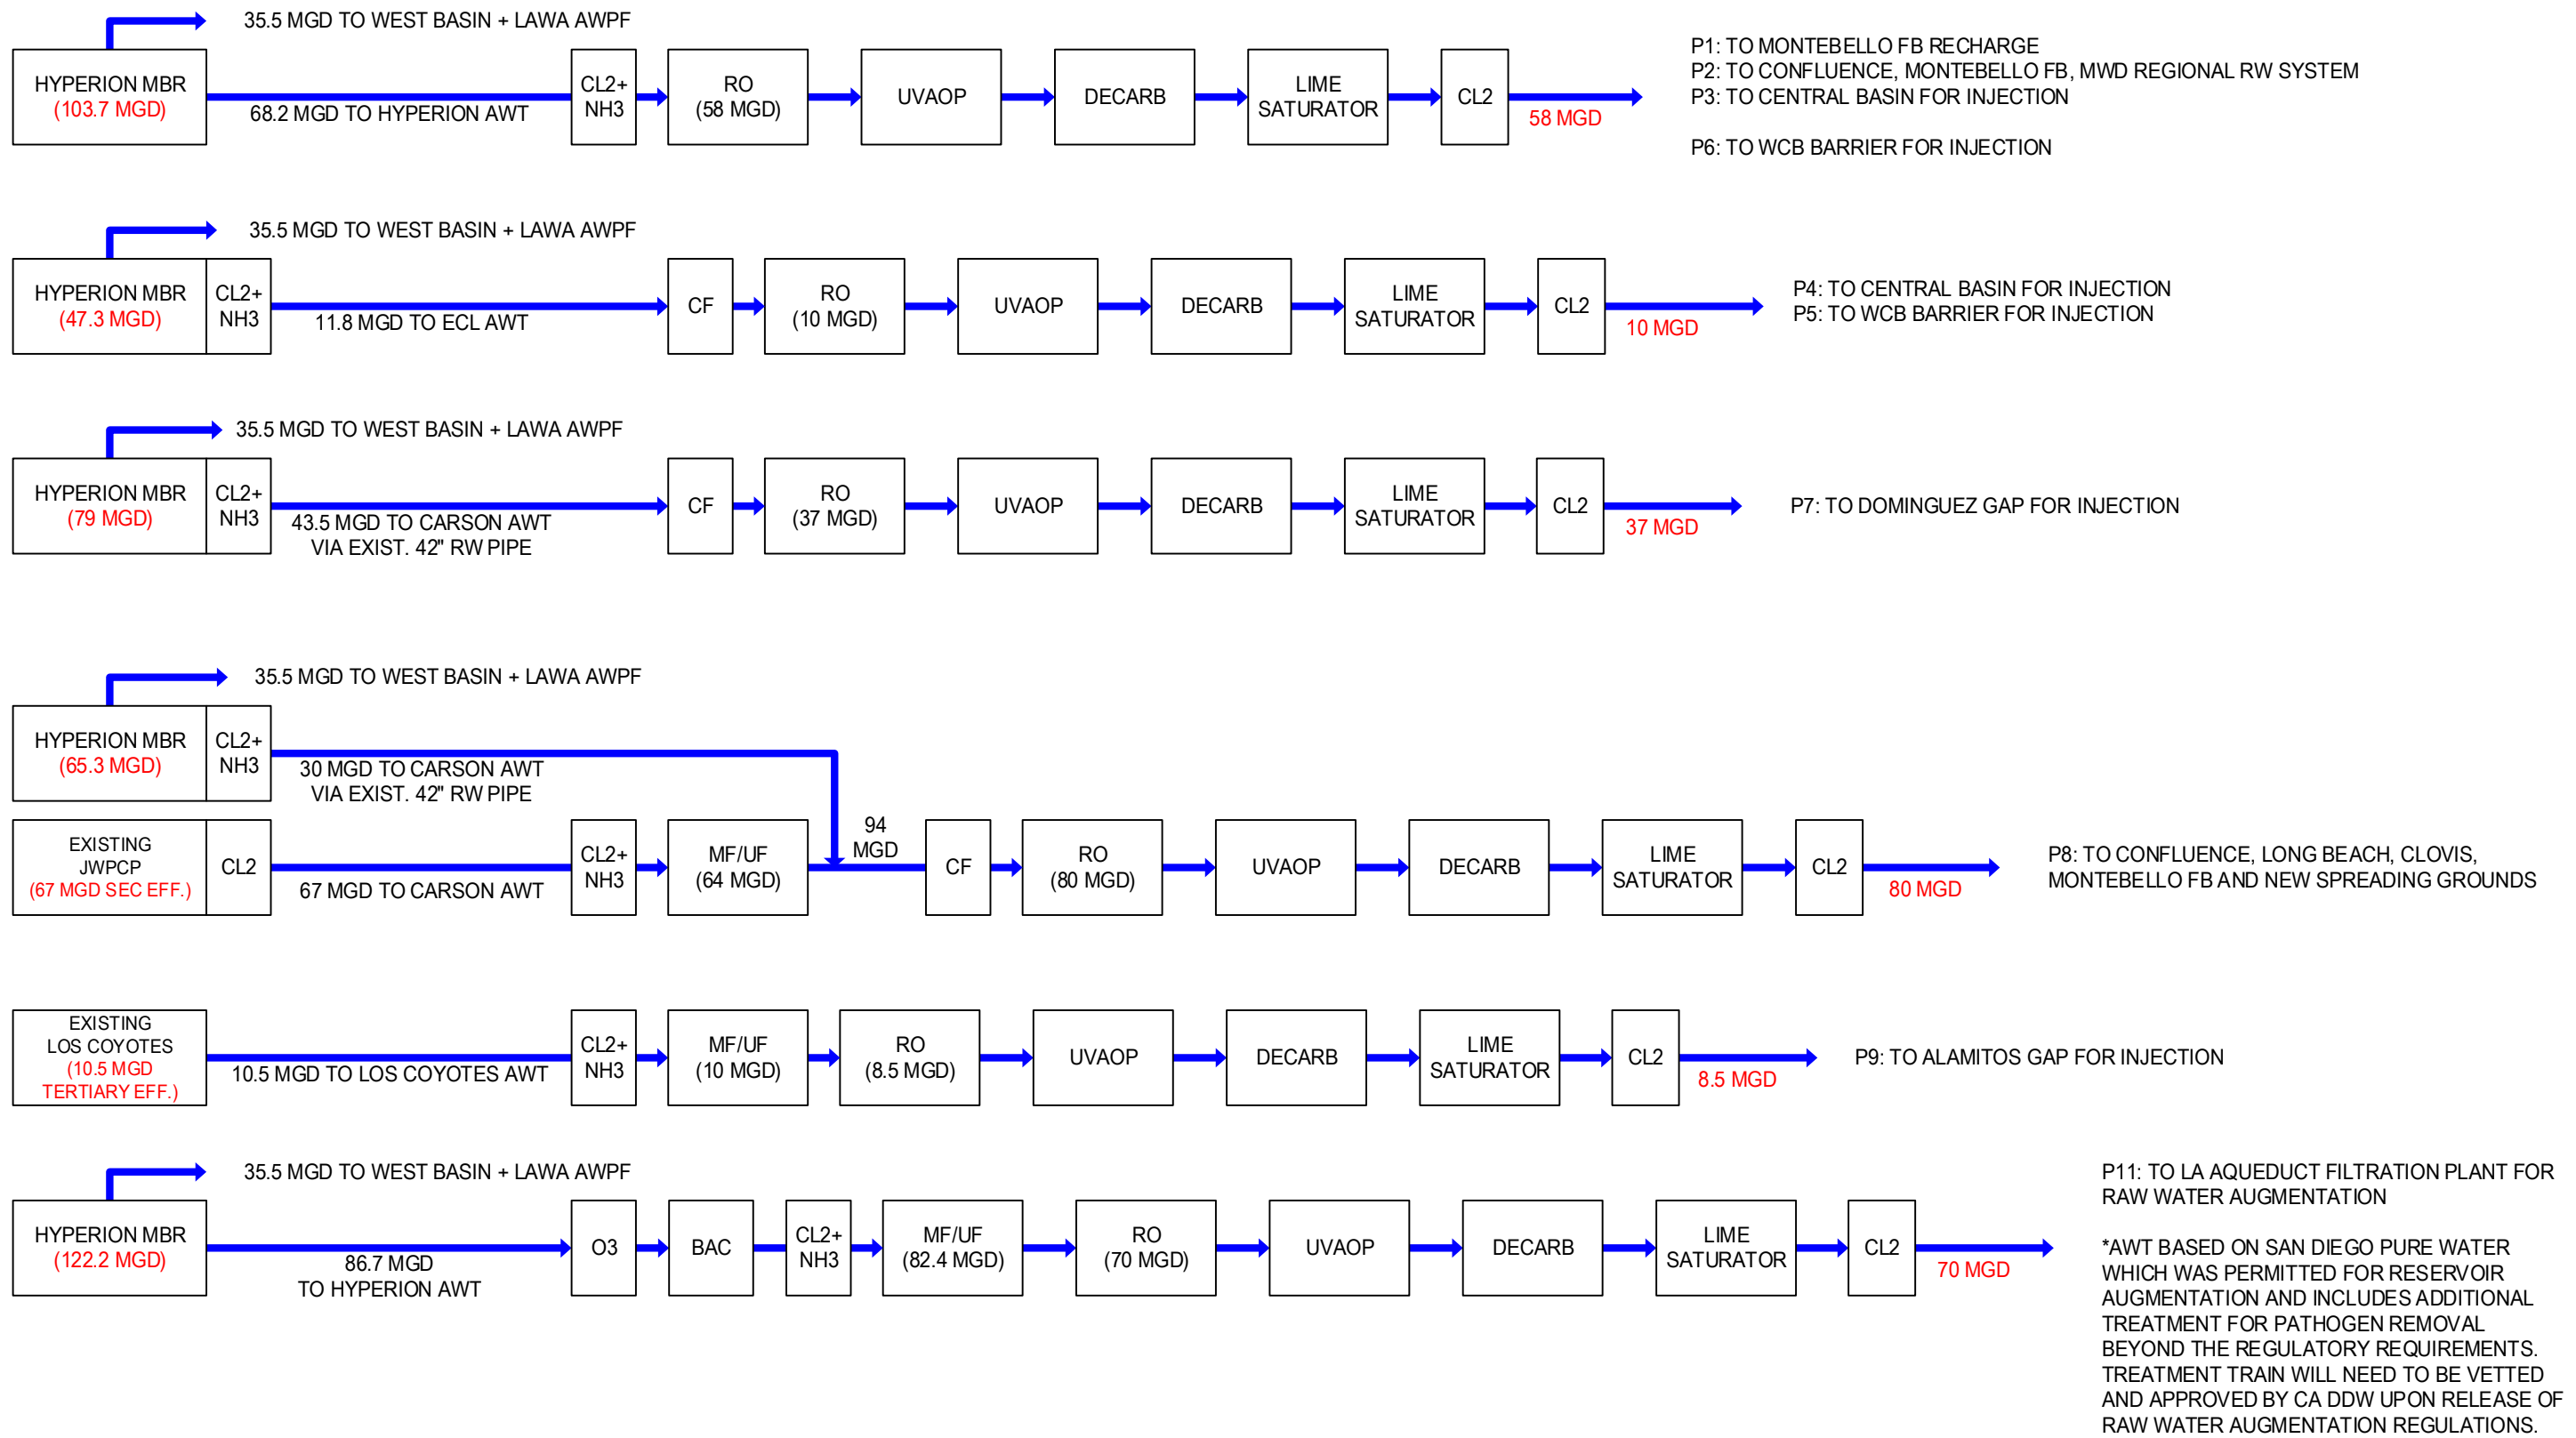 35.5 MGD TO WEST BASIN + LAWA AWPF
HYPERION MBR
(103.7 MGD)
68.2 MGD TO HYPERION AWT
CL2+
NH3
RO
(58 MGD)
UVAOP
DECARB
LIME
SATURATOR
CL2
58 MGD
P1: TO MONTEBELLO FB RECHARGE
P2: TO CONFLUENCE, MONTEBELLO FB, MWD REGIONAL RW SYSTEM
P3: TO CENTRAL BASIN FOR INJECTION
P6: TO WCB BARRIER FOR INJECTION
35.5 MGD TO WEST BASIN + LAWA AWPF
HYPERION MBR
(47.3 MGD)
CL2+
NH3
11.8 MGD TO ECL AWT
CF
RO
(10 MGD)
UVAOP
DECARB
LIME
SATURATOR
CL2
10 MGD
P4: TO CENTRAL BASIN FOR INJECTION
P5: TO WCB BARRIER FOR INJECTION
35.5 MGD TO WEST BASIN + LAWA AWPF
HYPERION MBR
(79 MGD)
CL2+
NH3
43.5 MGD TO CARSON AWT
VIA EXIST. 42" RW PIPE
CF
RO
(37 MGD)
UVAOP
DECARB
LIME
SATURATOR
CL2
37 MGD
P7: TO DOMINGUEZ GAP FOR INJECTION
35.5 MGD TO WEST BASIN + LAWA AWPF
HYPERION MBR
(65.3 MGD)
CL2+
NH3
30 MGD TO CARSON AWT
VIA EXIST. 42" RW PIPE
EXISTING
JWPCP
(67 MGD SEC EFF.)
CL2
67 MGD TO CARSON AWT
CL2+
NH3
MF/UF
(64 MGD)
94
MGD
CF
RO
(80 MGD)
UVAOP
DECARB
LIME
SATURATOR
CL2
80 MGD
P8: TO CONFLUENCE, LONG BEACH, CLOVIS,
MONTEBELLO FB AND NEW SPREADING GROUNDS
EXISTING
LOS COYOTES
(10.5 MGD
TERTIARY EFF.)
10.5 MGD TO LOS COYOTES AWT
CL2+
NH3
MF/UF
(10 MGD)
RO
(8.5 MGD)
UVAOP
DECARB
LIME
SATURATOR
CL2
8.5 MGD
P9: TO ALAMITOS GAP FOR INJECTION
35.5 MGD TO WEST BASIN + LAWA AWPF
HYPERION MBR
(122.2 MGD)
86.7 MGD
TO HYPERION AWT
O3
BAC
CL2+
NH3
MF/UF
(82.4 MGD)
RO
(70 MGD)
UVAOP
DECARB
LIME
SATURATOR
CL2
70 MGD
P11: TO LA AQUEDUCT FILTRATION PLANT FOR
RAW WATER AUGMENTATION
*AWT BASED ON SAN DIEGO PURE WATER
WHICH WAS PERMITTED FOR RESERVOIR
AUGMENTATION AND INCLUDES ADDITIONAL
TREATMENT FOR PATHOGEN REMOVAL
BEYOND THE REGULATORY REQUIREMENTS.
TREATMENT TRAIN WILL NEED TO BE VETTED
AND APPROVED BY CA DDW UPON RELEASE OF
RAW WATER AUGMENTATION REGULATIONS.